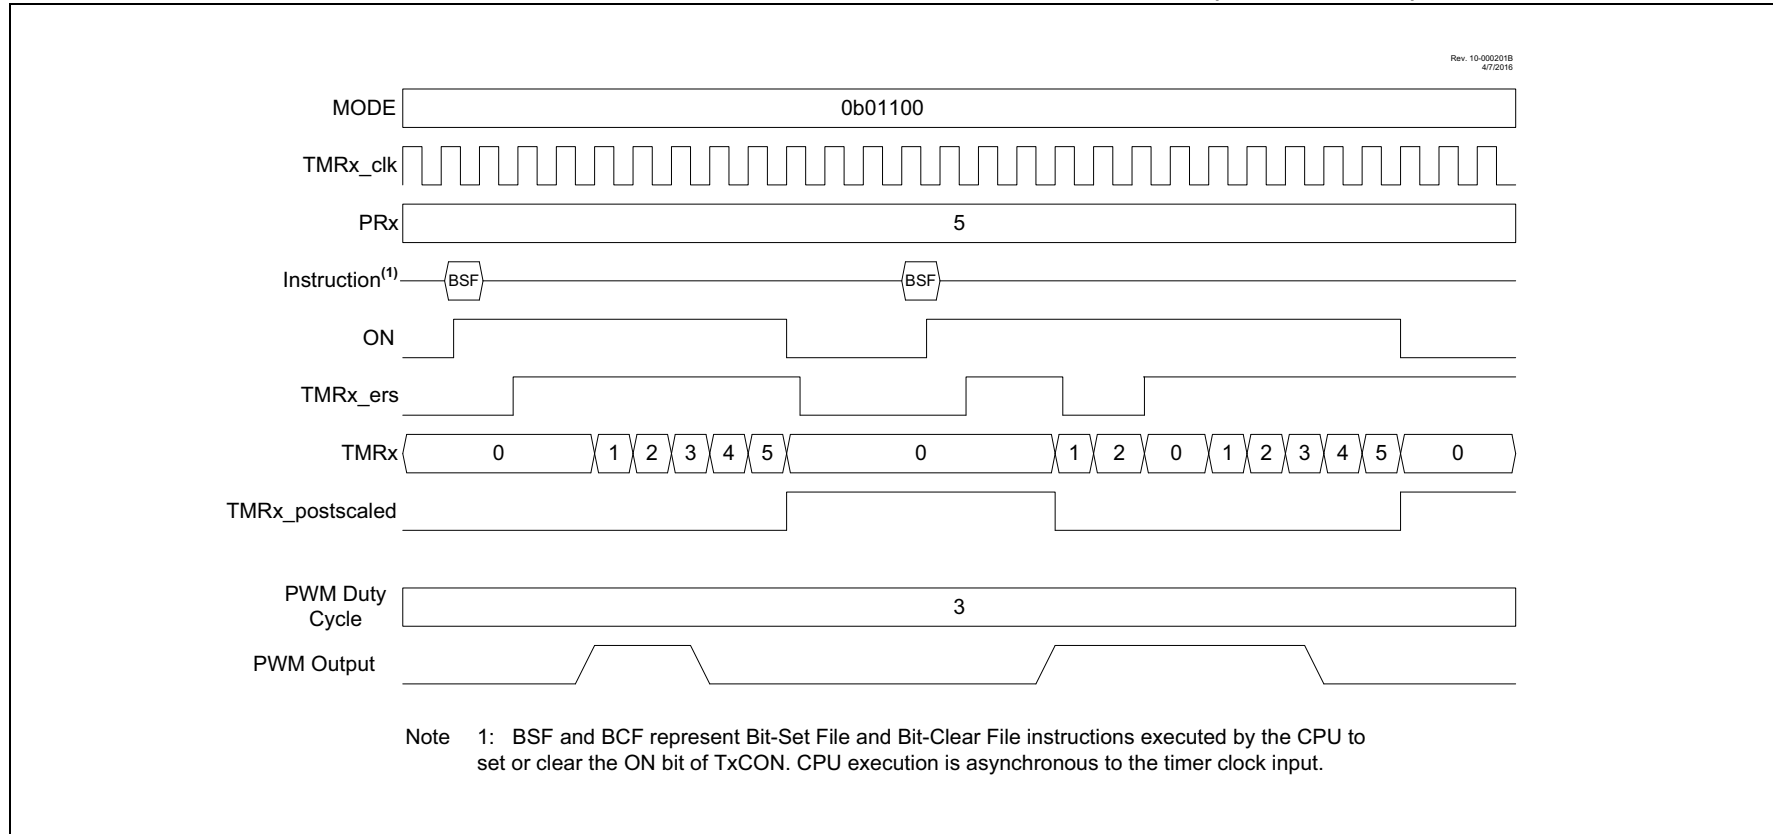 Rev. 10-000201B
4/7/2016
MODE 0b01100
TMRx_clk
PRx 5
Instruction(1) BSF BSF
ON
TMRx_ers
TMRx 0 1 2 3 4 5 0 1 2 0 1 2 3 4 5 0
TMRx_postscaled
PWM Duty
Cycle 3
PWM Output
Note 1: BSF and BCF represent Bit-Set File and Bit-Clear File instructions executed by the CPU to
set or clear the ON bit of TxCON. CPU execution is asynchronous to the timer clock input.